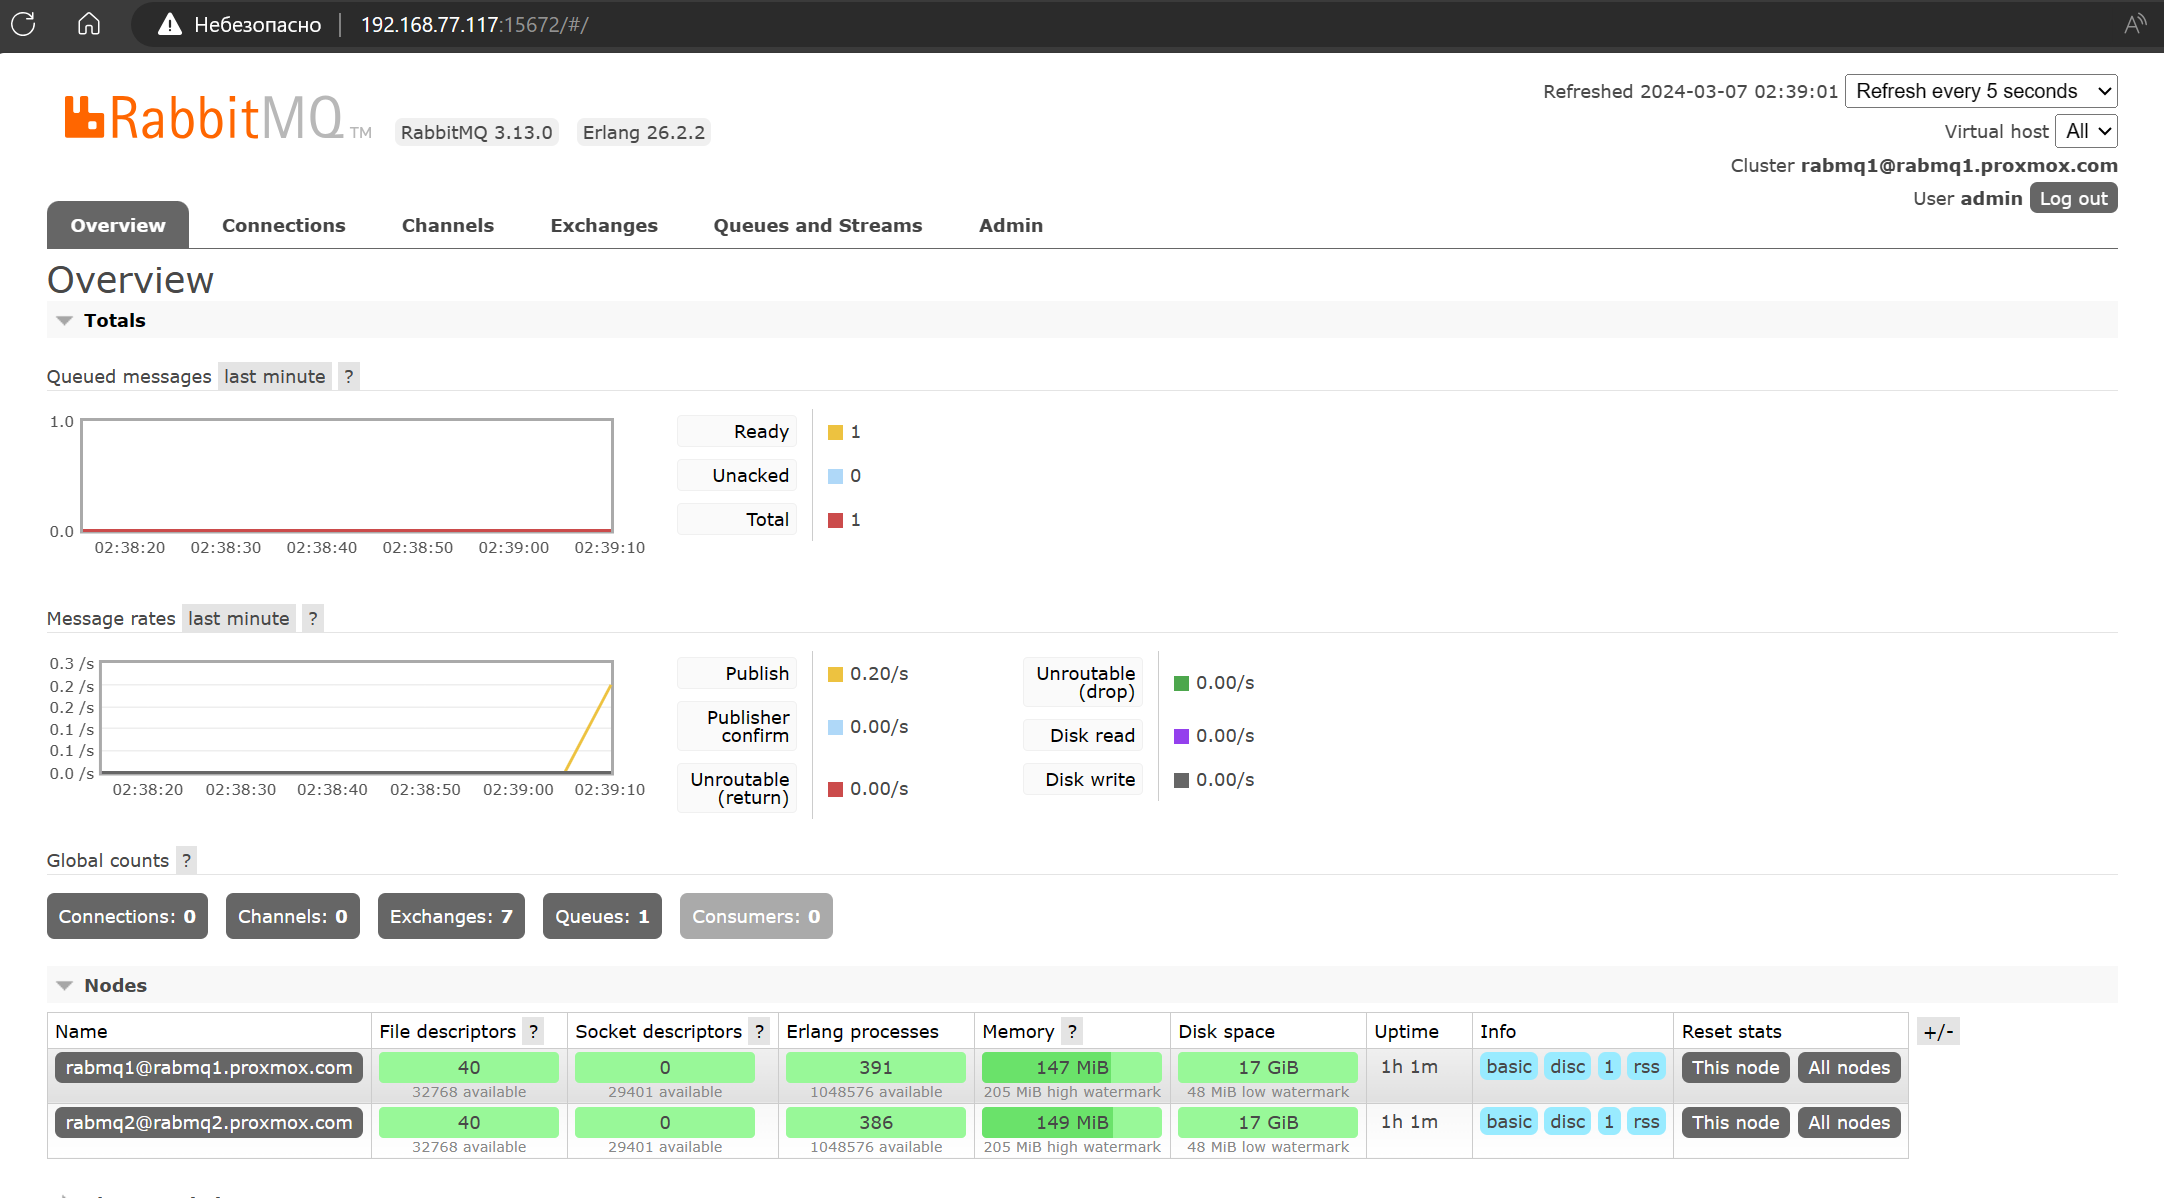 Небезопасно 192.168.77.117:15672/#/
Refreshed 2024-03-07 02:39:01 Refresh every 5 seconds
RabbitMQ TM RabbitMQ 3.13.0 Erlang 26.2.2
Virtual host All
Cluster rabmq1@rabmq1.proxmox.com
User admin Log out
Overview Connections Channels Exchanges Queues and Streams Admin
Overview
Totals
Queued messages last minute ?
1.0
0.0
02:38:20 02:38:30 02:38:40 02:38:50 02:39:00 02:39:10
Ready 1
Unacked 0
Total 1
Message rates last minute ?
0.3 /s
0.2 /s
0.2 /s
0.1 /s
0.1 /s
0.0 /s
02:38:20 02:38:30 02:38:40 02:38:50 02:39:00 02:39:10
Publish 0.20/s
Publisher
confirm 0.00/s
Unroutable
(return) 0.00/s
Unroutable
(drop) 0.00/s
Disk read 0.00/s
Disk write 0.00/s
Global counts ?
Connections: 0 Channels: 0 Exchanges: 7 Queues: 1 Consumers: 0
Nodes
Name File descriptors ? Socket descriptors ? Erlang processes Memory ? Disk space Uptime Info Reset stats +/-
rabmq1@rabmq1.proxmox.com 40 0 391 147 MiB 17 GiB 1h 1m basic disc 1 rss This node All nodes
32768 available 29401 available 1048576 available 205 MiB high watermark 48 MiB low watermark
rabmq2@rabmq2.proxmox.com 40 0 386 149 MiB 17 GiB 1h 1m basic disc 1 rss This node All nodes
32768 available 29401 available 1048576 available 205 MiB high watermark 48 MiB low watermark